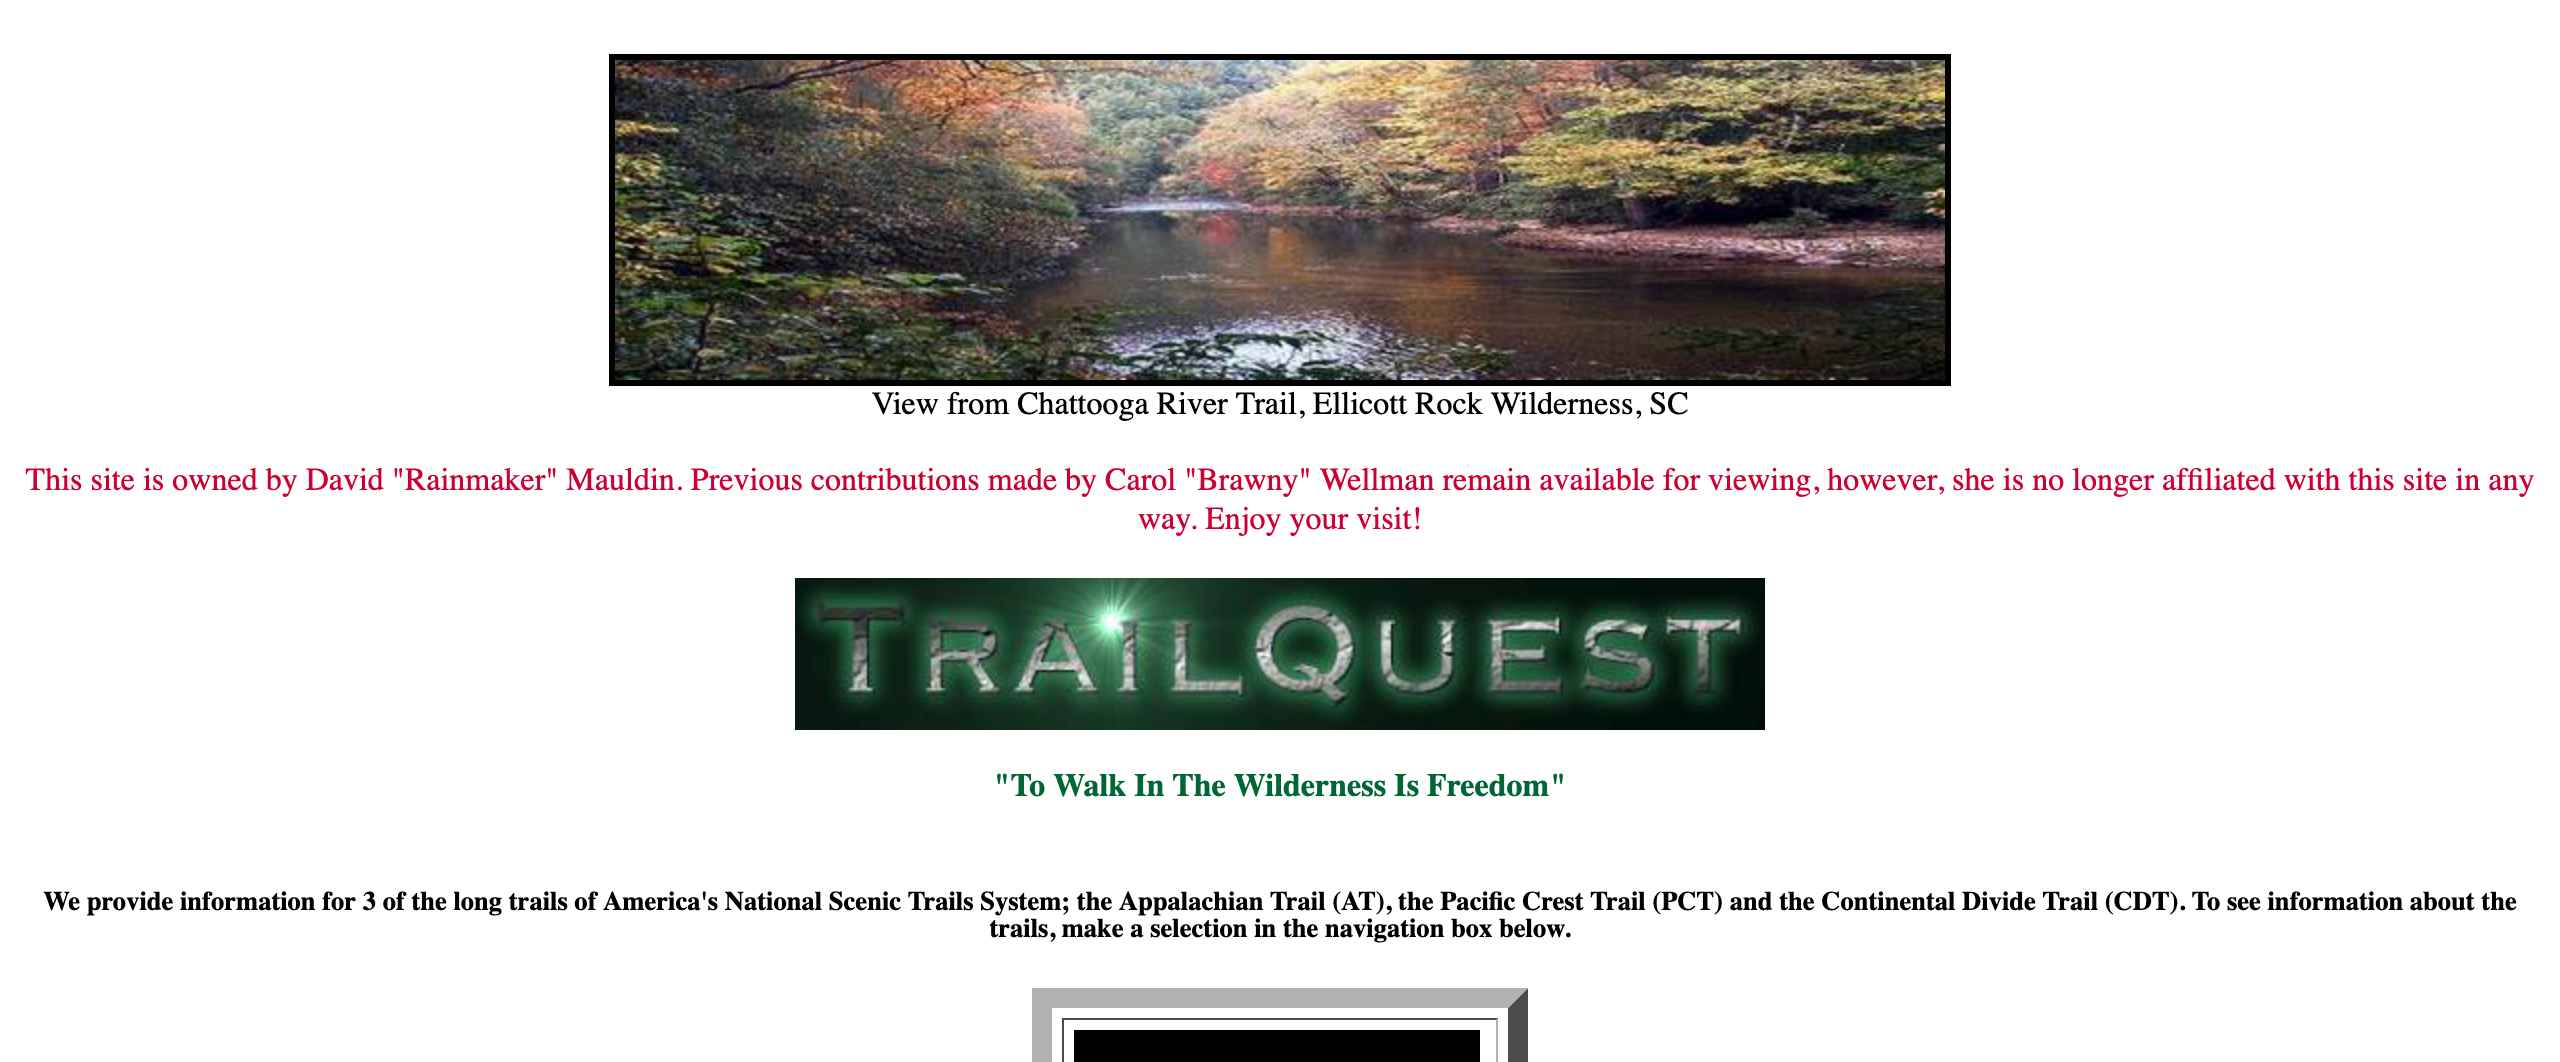 View from Chattooga River Trail, Ellicott Rock Wilderness, SC
This site is owned by David "Rainmaker" Mauldin. Previous contributions made by Carol "Brawny" Wellman remain available for viewing, however, she is no longer affiliated with this site in any
way. Enjoy your visit!
TRAILQUEST
"To Walk In The Wilderness Is Freedom"
We provide information for 3 of the long trails of America's National Scenic Trails System; the Appalachian Trail (AT), the Pacific Crest Trail (PCT) and the Continental Divide Trail (CDT). To see information about the
trails, make a selection in the navigation box below.